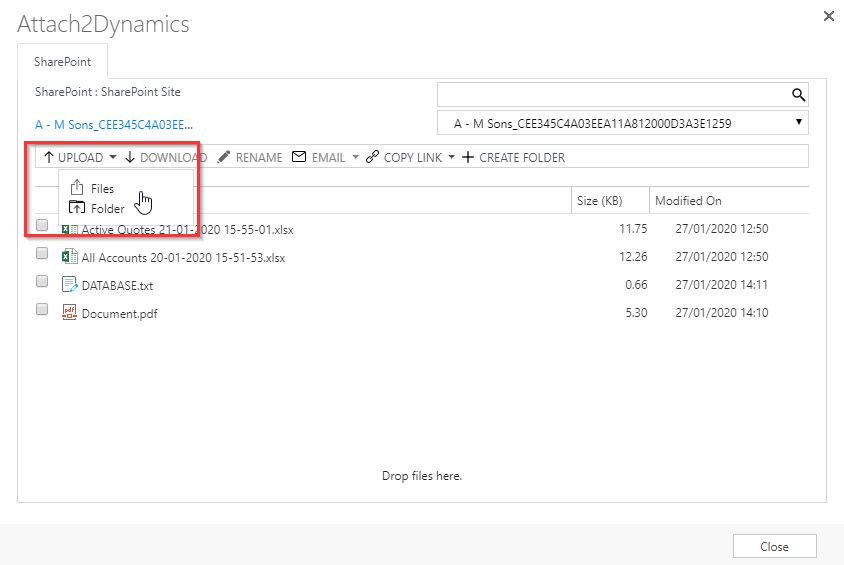 Attach2Dynamics
SharePoint
SharePoint : SharePoint Site
A - M Sons_CEE345C4A03EE...
A - M Sons_CEE345C4A03EEA11A812000D3A3E1259
UPLOAD DOWNLOAD RENAME EMAIL COPY LINK CREATE FOLDER
Files
Folder
Size (KB) Modified On
Active Quotes 21-01-2020 15-55-01.xlsx 11.75 27/01/2020 12:50
All Accounts 20-01-2020 15-51-53.xlsx 12.26 27/01/2020 12:50
DATABASE.txt 0.66 27/01/2020 14:11
Document.pdf 5.30 27/01/2020 14:10
Drop files here.
Close